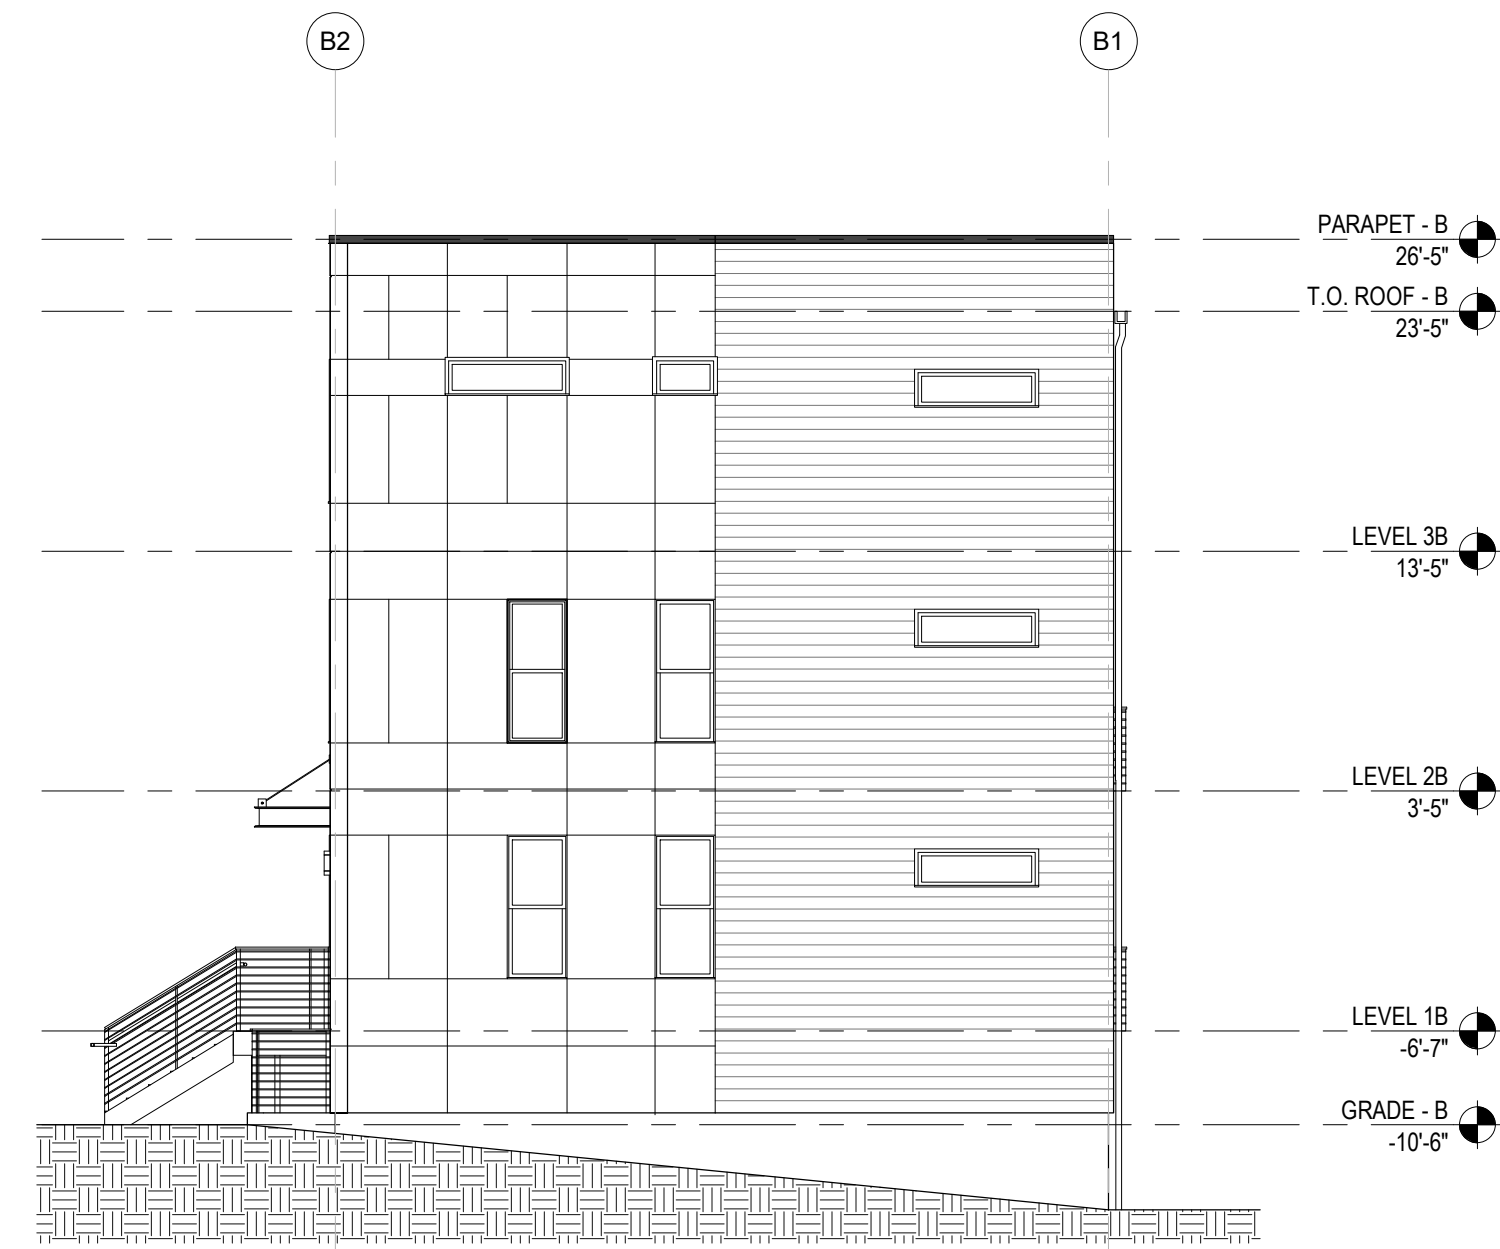 B2
B1
PARAPET - B
26'-5"
T.O. ROOF - B
23'-5"
LEVEL 3B
13'-5"
LEVEL 2B
3'-5"
LEVEL 1B
-6'-7"
GRADE - B
-10'-6"